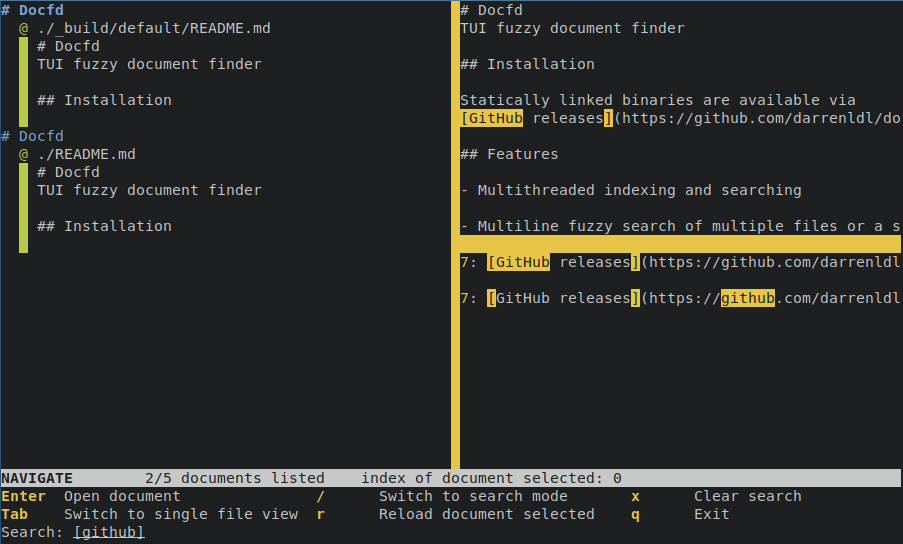 # Docfd
@ ./_build/default/README.md
# Docfd
TUI fuzzy document finder
## Installation
# Docfd
@ ./README.md
# Docfd
TUI fuzzy document finder
## Installation
# Docfd
TUI fuzzy document finder
## Installation
Statically linked binaries are available via
[GitHub releases](https://github.com/darrenldl/do
## Features
- Multithreaded indexing and searching
- Multiline fuzzy search of multiple files or a s
7: [GitHub releases](https://github.com/darrenldl
7: [GitHub releases](https://github.com/darrenldl
NAVIGATE 2/5 documents listed index of document selected: 0
Enter Open document / Switch to search mode x Clear search
Tab Switch to single file view r Reload document selected q Exit
Search: [github]